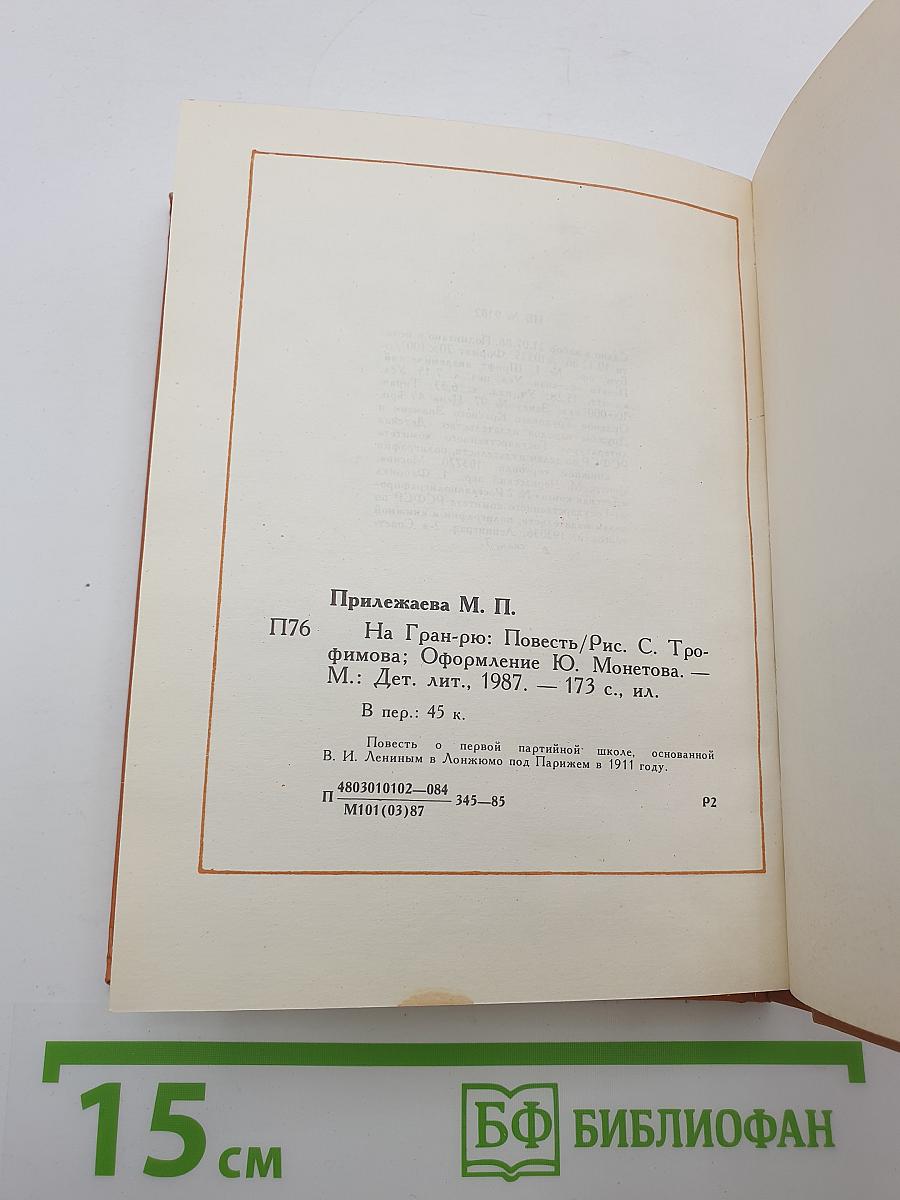 Прилежаева М. П.
П76 На Гран-рю: Повесть/Рис. С. Тро-
фимова; Оформление Ю. Монетова. —
М.: Дет. лит., 1987. — 173 с., ил.
В пер.: 45 к.
Повесть о первой партийной школе, основанной
В. И. Лениным в Лонжюмо под Парижем в 1911 году.
П 4803010102—084 345—85 Р2
М101(03)87
15 см
БФ БИБЛИОФАН